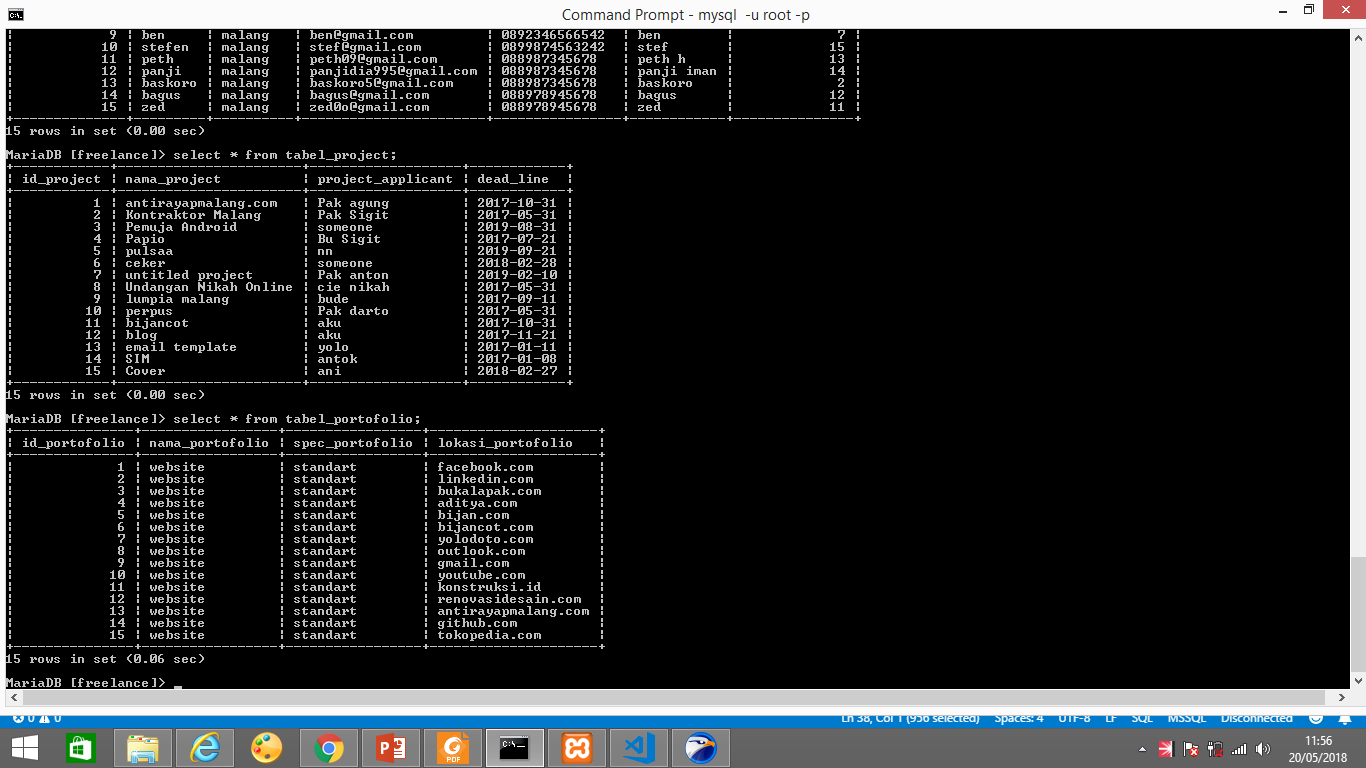 Command Prompt - mysql  -u root -p
| 9 | ben | malang | ben@gmail.com | 0892346566542 | ben | 7 |
| 10 | stefen | malang | stef@gmail.com | 0899874563242 | stef | 15 |
| 11 | peth | malang | peth09@gmail.com | 088987345678 | peth h | 13 |
| 12 | panji | malang | panjidia995@gmail.com | 088987345678 | panji iman | 14 |
| 13 | baskoro | malang | baskoro5@gmail.com | 088987345678 | baskoro | 2 |
| 14 | bagus | malang | bagus@gmail.com | 088978945678 | bagus | 12 |
| 15 | zed | malang | zed0o@gmail.com | 088978945678 | zed | 11 |
15 rows in set (0.00 sec)
MariaDB [freelance]> select * from tabel_project;
| id_project | nama_project | project_applicant | dead_line |
| 1 | antirayapmalang.com | Pak agung | 2017-10-31 |
| 2 | Kontraktor Malang | Pak Sigit | 2017-05-31 |
| 3 | Pemuja Android | someone | 2019-08-31 |
| 4 | Papio | Bu Sigit | 2017-07-21 |
| 5 | pulsaa | nn | 2019-09-21 |
| 6 | ceker | someone | 2018-02-28 |
| 7 | untitled project | Pak anton | 2019-02-10 |
| 8 | Undangan Nikah Online | cie nikah | 2017-05-31 |
| 9 | lumpia malang | bude | 2017-09-11 |
| 10 | perpus | Pak darto | 2017-05-31 |
| 11 | bijancot | aku | 2017-10-31 |
| 12 | blog | aku | 2017-11-21 |
| 13 | email template | yolo | 2017-01-11 |
| 14 | SIM | antok | 2017-01-08 |
| 15 | Cover | ani | 2018-02-27 |
15 rows in set (0.00 sec)
MariaDB [freelance]> select * from tabel_portofolio;
| id_portofolio | nama_portofolio | spec_portofolio | lokasi_portofolio |
| 1 | website | standart | facebook.com |
| 2 | website | standart | linkedin.com |
| 3 | website | standart | bukalapak.com |
| 4 | website | standart | aditya.com |
| 5 | website | standart | bijan.com |
| 6 | website | standart | bijancot.com |
| 7 | website | standart | yolodoto.com |
| 8 | website | standart | outlook.com |
| 9 | website | standart | gmail.com |
| 10 | website | standart | youtube.com |
| 11 | website | standart | konstruksi.id |
| 12 | website | standart | renovasidesain.com |
| 13 | website | standart | antirayapmalang.com |
| 14 | website | standart | github.com |
| 15 | website | standart | tokopedia.com |
15 rows in set (0.06 sec)
MariaDB [freelance]> _
0 0 Ln 38, Col 1 (956 selected) Spaces: 4 UTF-8 LF SQL MSSQL Disconnected
PDF
11:56
20/05/2018